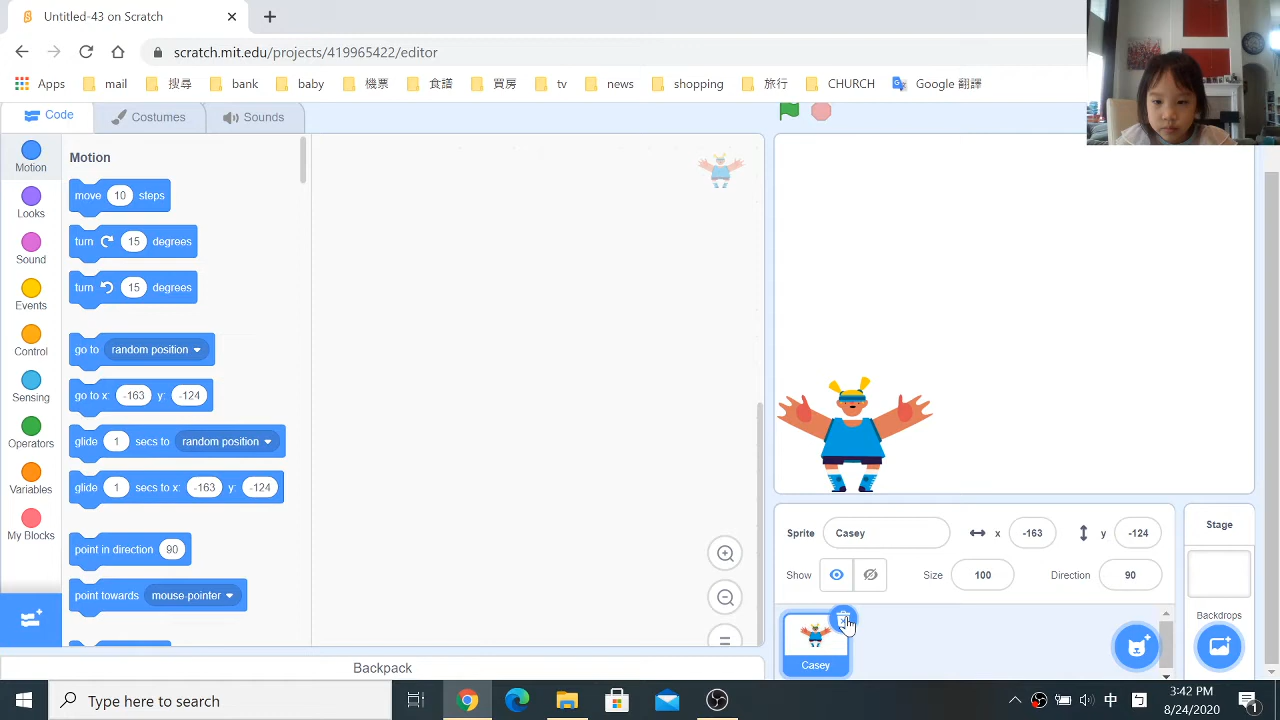 Untitled-43 on Scratch
scratch.mit.edu/projects/419965422/editor
Apps mail 搜尋 bank baby 機票 食譜 買房 tv news shopping 旅行 CHURCH Google 翻譯
Code Costumes Sounds
Motion
Looks
Sound
Events
Control
Sensing
Operators
Variables
My Blocks
Motion
move 10 steps
turn 15 degrees
turn 15 degrees
go to random position
go to x: -163 y: -124
glide 1 secs to random position
glide 1 secs to x: -163 y: -124
point in direction 90
point towards mouse-pointer
Sprite Casey x -163 y -124
Show Size 100 Direction 90
Casey
Stage
Backdrops
Backpack
Type here to search
中
3:42 PM
8/24/2020
1